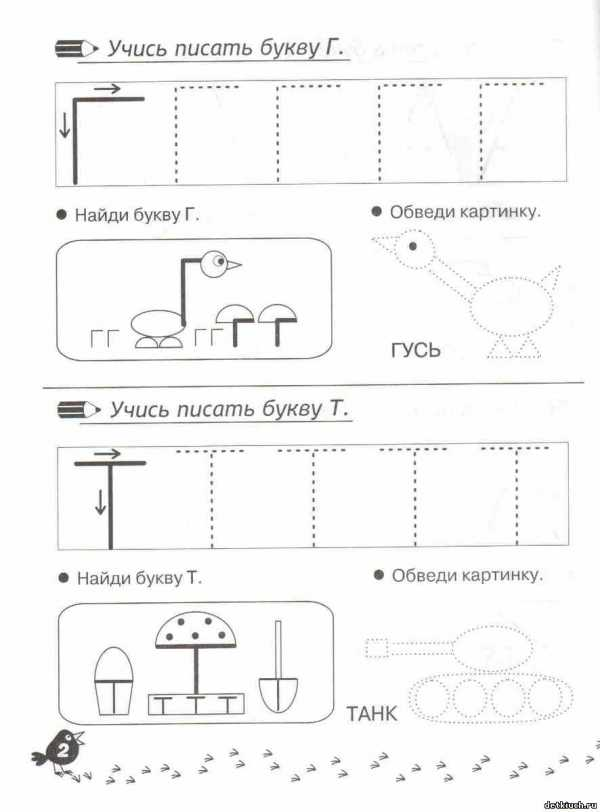 Учись писать букву Г.
Найди букву Г.
Обведи картинку.
ГУСЬ
Учись писать букву Т.
Найди букву Т.
Обведи картинку.
ТАНК
2
detkiuch.ru